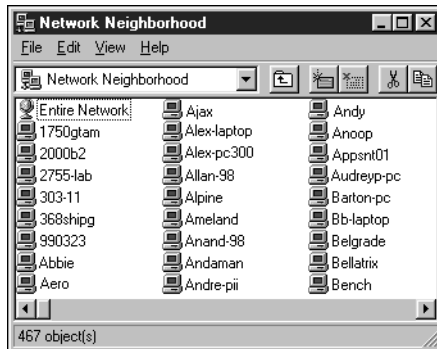 Network Neighborhood
File Edit View Help
Network Neighborhood
Entire Network
1750gtam
2000b2
2755-lab
303-11
368shipg
990323
Abbie
Aero
Ajax
Alex-laptop
Alex-pc300
Allan-98
Alpine
Ameland
Anand-98
Andaman
Andre-pii
Andy
Anoop
Appsnt01
Audreyp-pc
Barton-pc
Bb-laptop
Belgrade
Bellatrix
Bench
467 object(s)